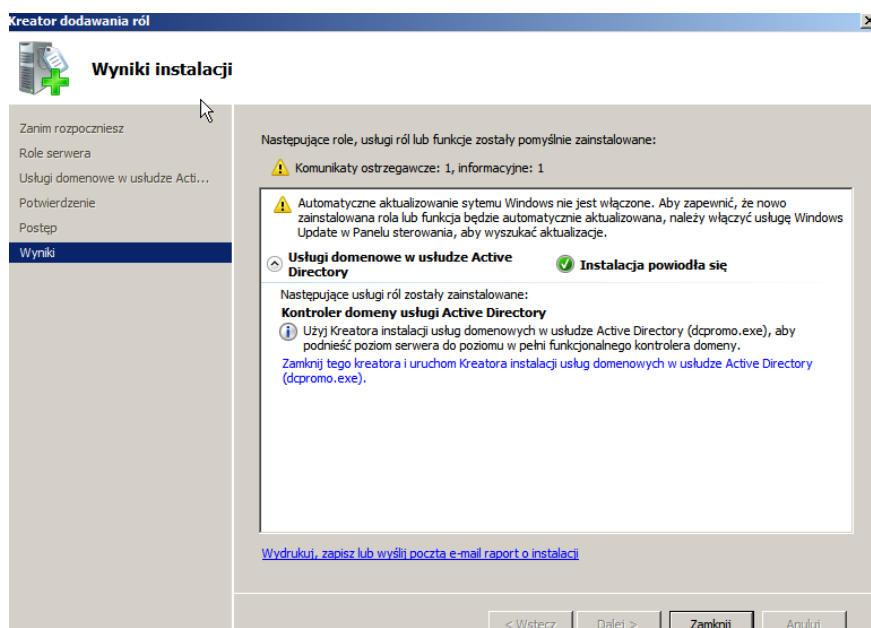 Kreator dodawania ról
Wyniki instalacji
Zanim rozpoczniesz
Role serwera
Usługi domenowe w usłudze Acti...
Potwierdzenie
Postęp
Wyniki
Następujące role, usługi ról lub funkcje zostały pomyślnie zainstalowane:
Komunikaty ostrzegawcze: 1, informacyjne: 1
Automatyczne aktualizowanie sytemu Windows nie jest włączone. Aby zapewnić, że nowo
zainstalowana rola lub funkcja będzie automatycznie aktualizowana, należy włączyć usługę Windows
Update w Panelu sterowania, aby wyszukać aktualizacje.
Usługi domenowe w usłudze Active
Directory
Instalacja powiodła się
Następujące usługi ról zostały zainstalowane:
Kontroler domeny usługi Active Directory
Użyj Kreatora instalacji usług domenowych w usłudze Active Directory (dcpromo.exe), aby
podnieść poziom serwera do poziomu w pełni funkcjonalnego kontrolera domeny.
Zamknij tego kreatora i uruchom Kreatora instalacji usług domenowych w usłudze Active Directory
(dcpromo.exe).
Wydrukuj, zapisz lub wyślij pocztą e-mail raport o instalacji
< Wstecz
Dalej >
Zamknij
Anuluj